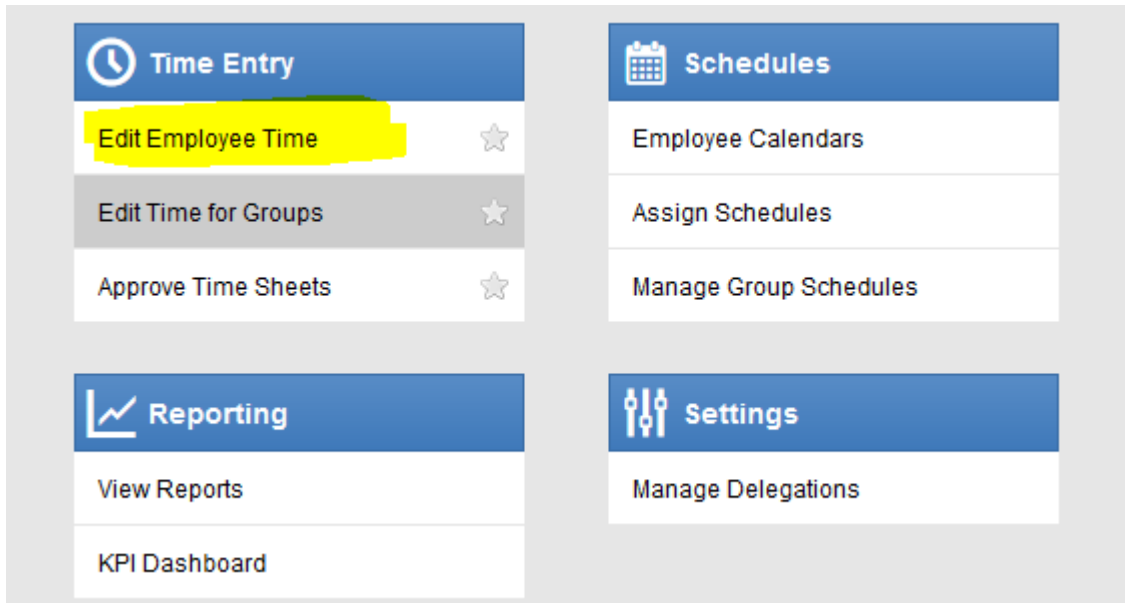 Time Entry
Edit Employee Time
Edit Time for Groups
Approve Time Sheets
Schedules
Employee Calendars
Assign Schedules
Manage Group Schedules
Reporting
View Reports
KPI Dashboard
Settings
Manage Delegations